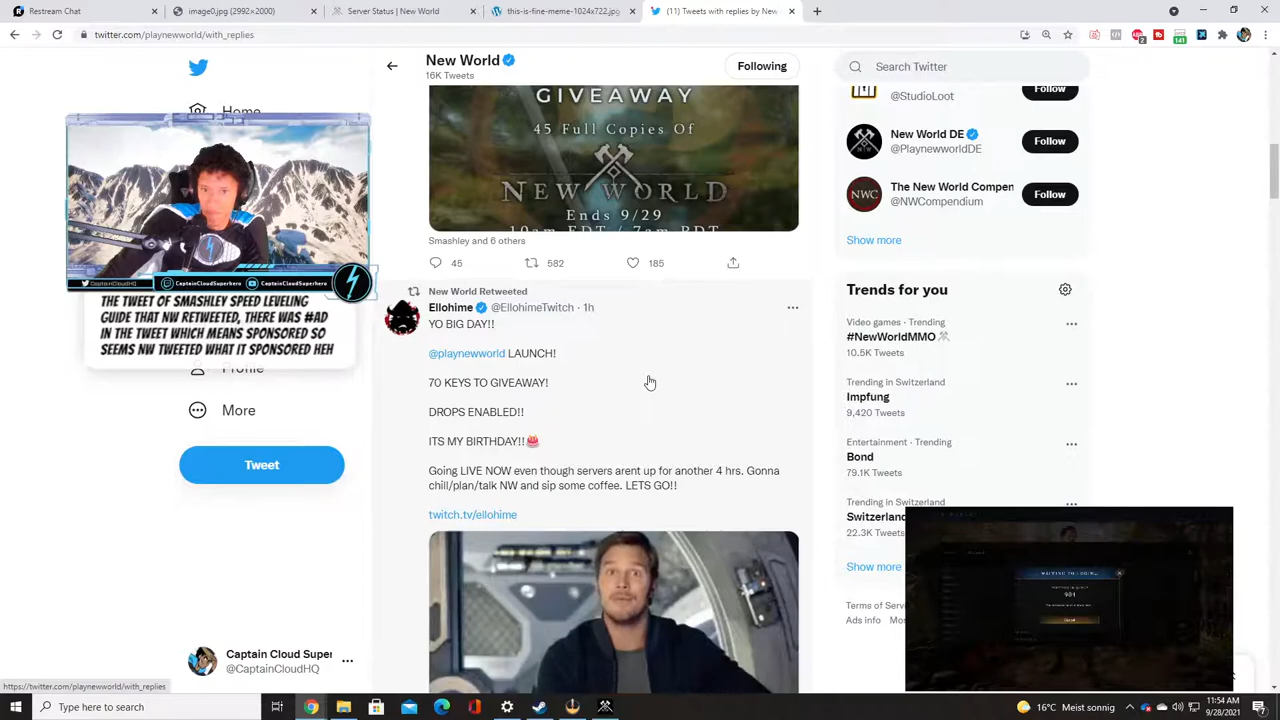 Restream Chat
image0.jpg (2992×2000)
Server Status | New World
this-is-fine-meme-1024x722.jpg
(11) Tweets with replies by New
twitter.com/playnewworld/with_replies
New World
16K Tweets
Following
Search Twitter
Home
GIVEAWAY
45 Full Copies Of
NEW WORLD
Ends 9/29
10am EDT / 7am PDT
Smashley and 6 others
45
582
185
@StudioLoot
Follow
New World DE
@PlaynewworldDE
Follow
The New World Compen
@NWCompendium
Follow
Show more
CaptainCloudHQ
CaptainCloudSuperhero
CaptainCloudSuperhero
THE TWEET OF SMASHLEY SPEED LEVELING
GUIDE THAT NW RETWEETED, THERE WAS #AD
IN THE TWEET WHICH MEANS SPONSORED SO
SEEMS NW TWEETED WHAT IT SPONSORED HEH
Profile
More
Tweet
New World Retweeted
Ellohime @EllohimeTwitch · 1h
YO BIG DAY!!
@playnewworld LAUNCH!
70 KEYS TO GIVEAWAY!
DROPS ENABLED!!
ITS MY BIRTHDAY!!🎂
Going LIVE NOW even though servers arent up for another 4 hrs. Gonna
chill/plan/talk NW and sip some coffee. LETS GO!!
twitch.tv/ellohime
Trends for you
Video games · Trending
#NewWorldMMO
10.5K Tweets
Trending in Switzerland
Impfung
9,420 Tweets
Entertainment · Trending
Bond
79.1K Tweets
Trending in Switzerland
Switzerland
22.3K Tweets
Show more
Terms of Serv
Ads info
Captain Cloud Super
@CaptainCloudHQ
https://twitter.com/playnewworld/with_replies
Type here to search
16°C Meist sonnig
11:54 AM
9/28/2021